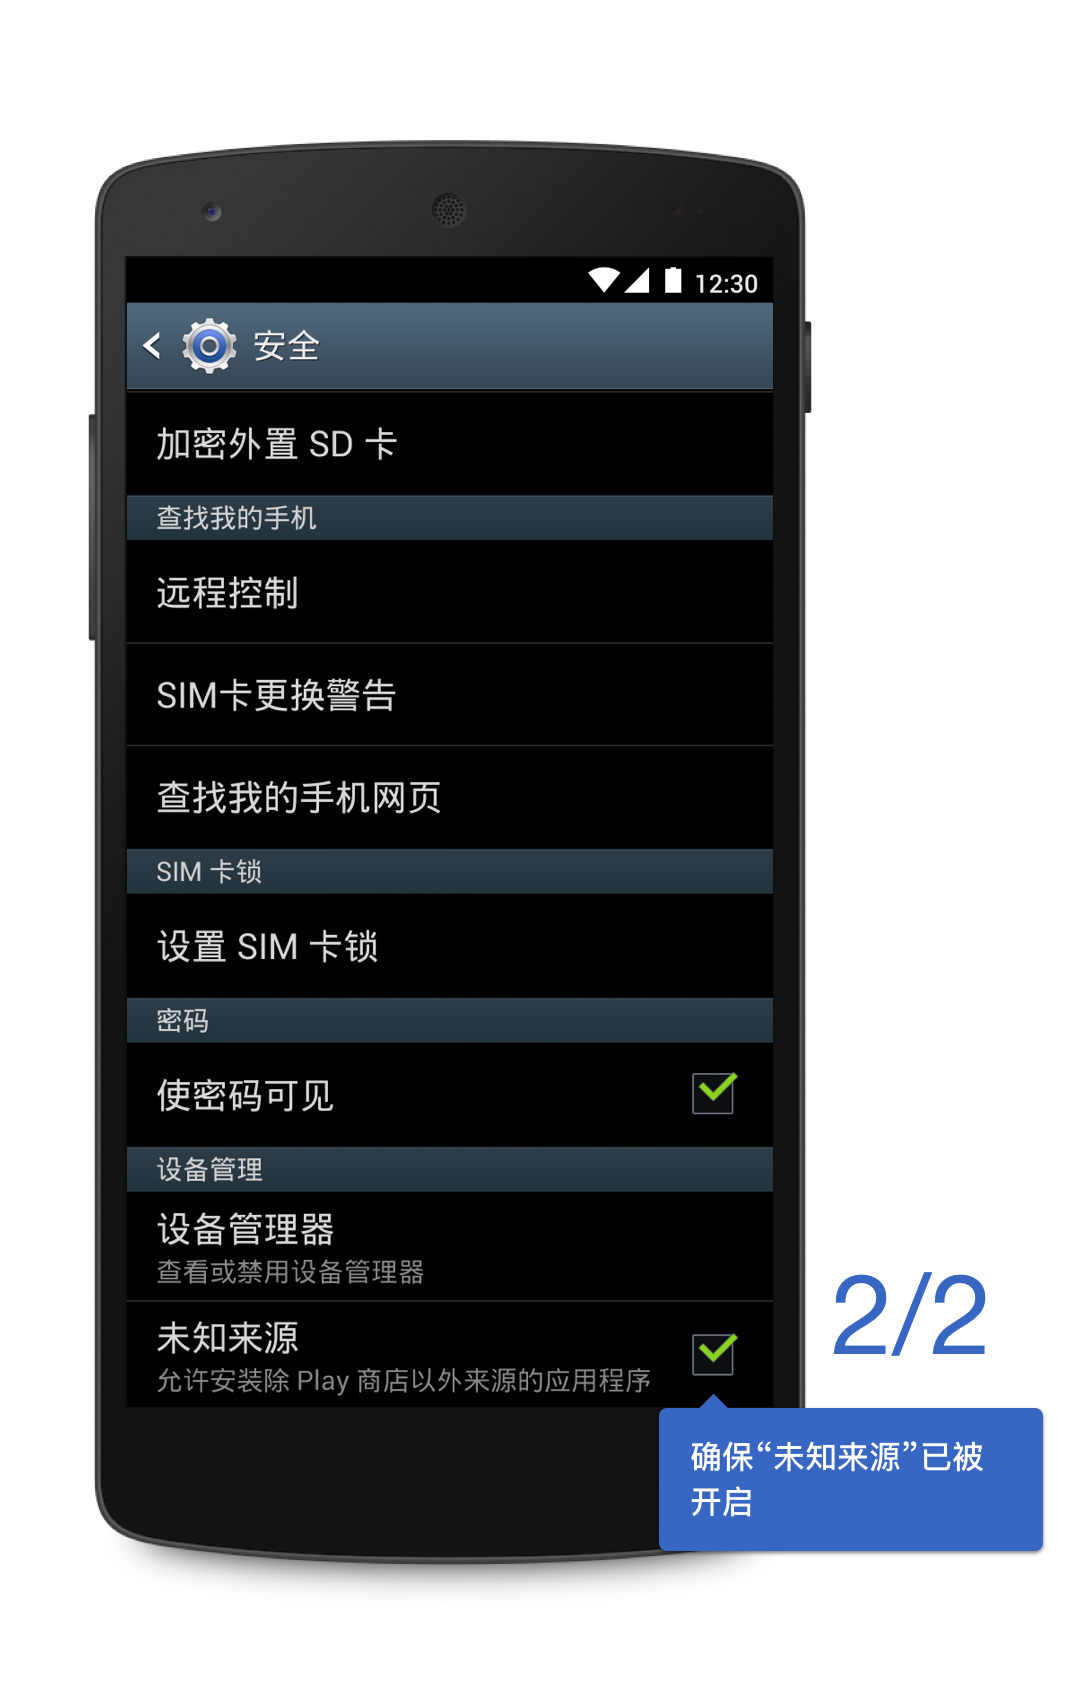 12:30
安全
加密外置 SD 卡
查找我的手机
远程控制
SIM卡更换警告
查找我的手机网页
SIM 卡锁
设置 SIM 卡锁
密码
使密码可见
设备管理
设备管理器
查看或禁用设备管理器
未知来源
允许安装除 Play 商店以外来源的应用程序
2/2
确保“未知来源”已被
开启